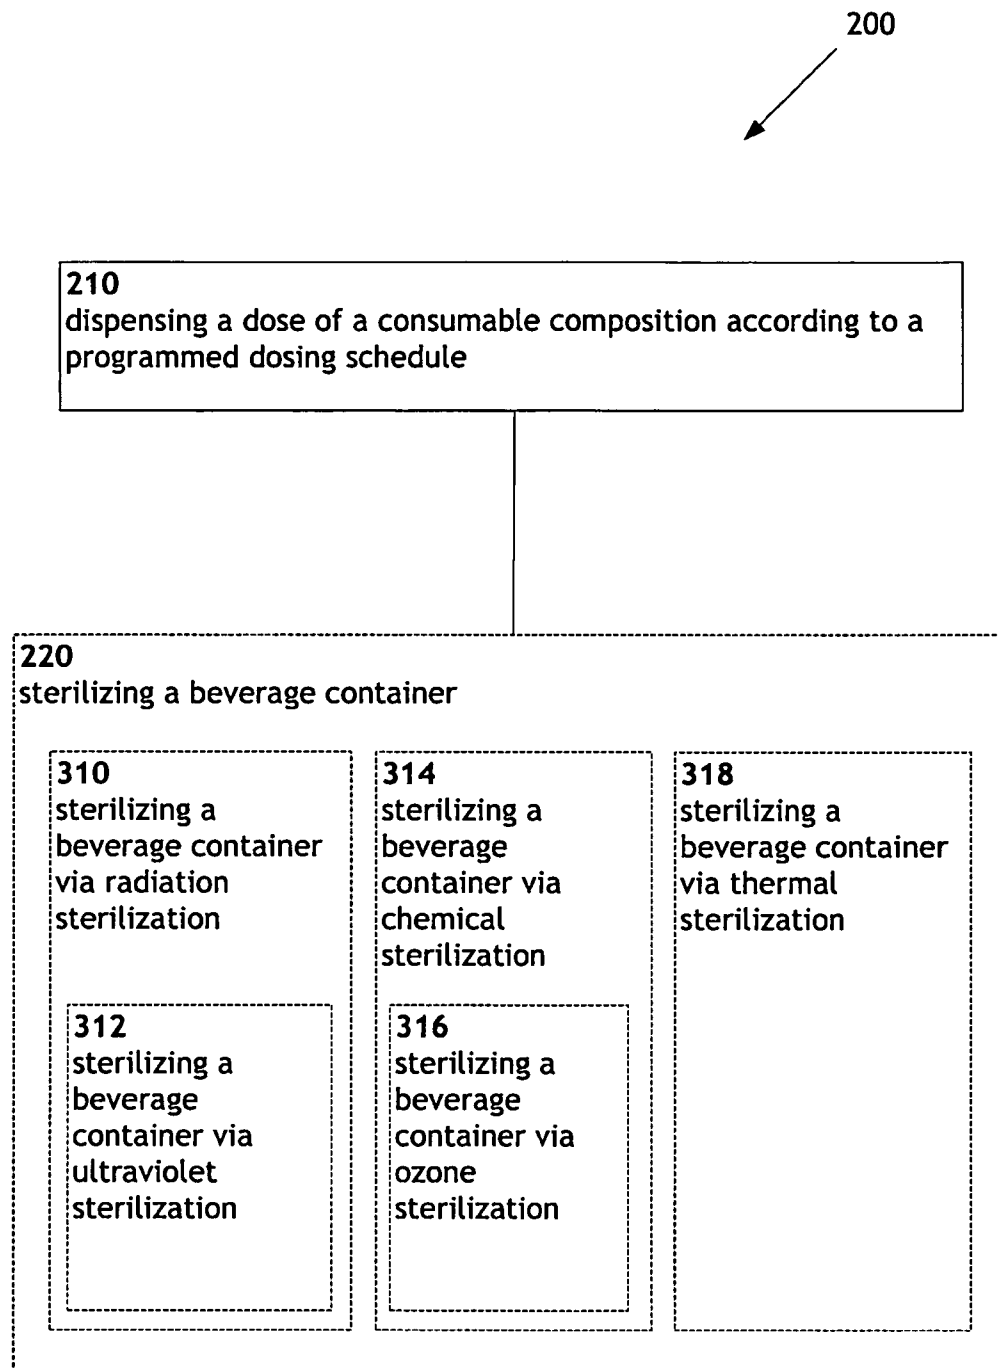 200
210
dispensing a dose of a consumable composition according to a
programmed dosing schedule
220
sterilizing a beverage container
310
sterilizing a
beverage container
via radiation
sterilization
314
sterilizing a
beverage
container via
chemical
sterilization
318
sterilizing a
beverage container
via thermal
sterilization
312
sterilizing a
beverage
container via
ultraviolet
sterilization
316
sterilizing a
beverage
container via
ozone
sterilization